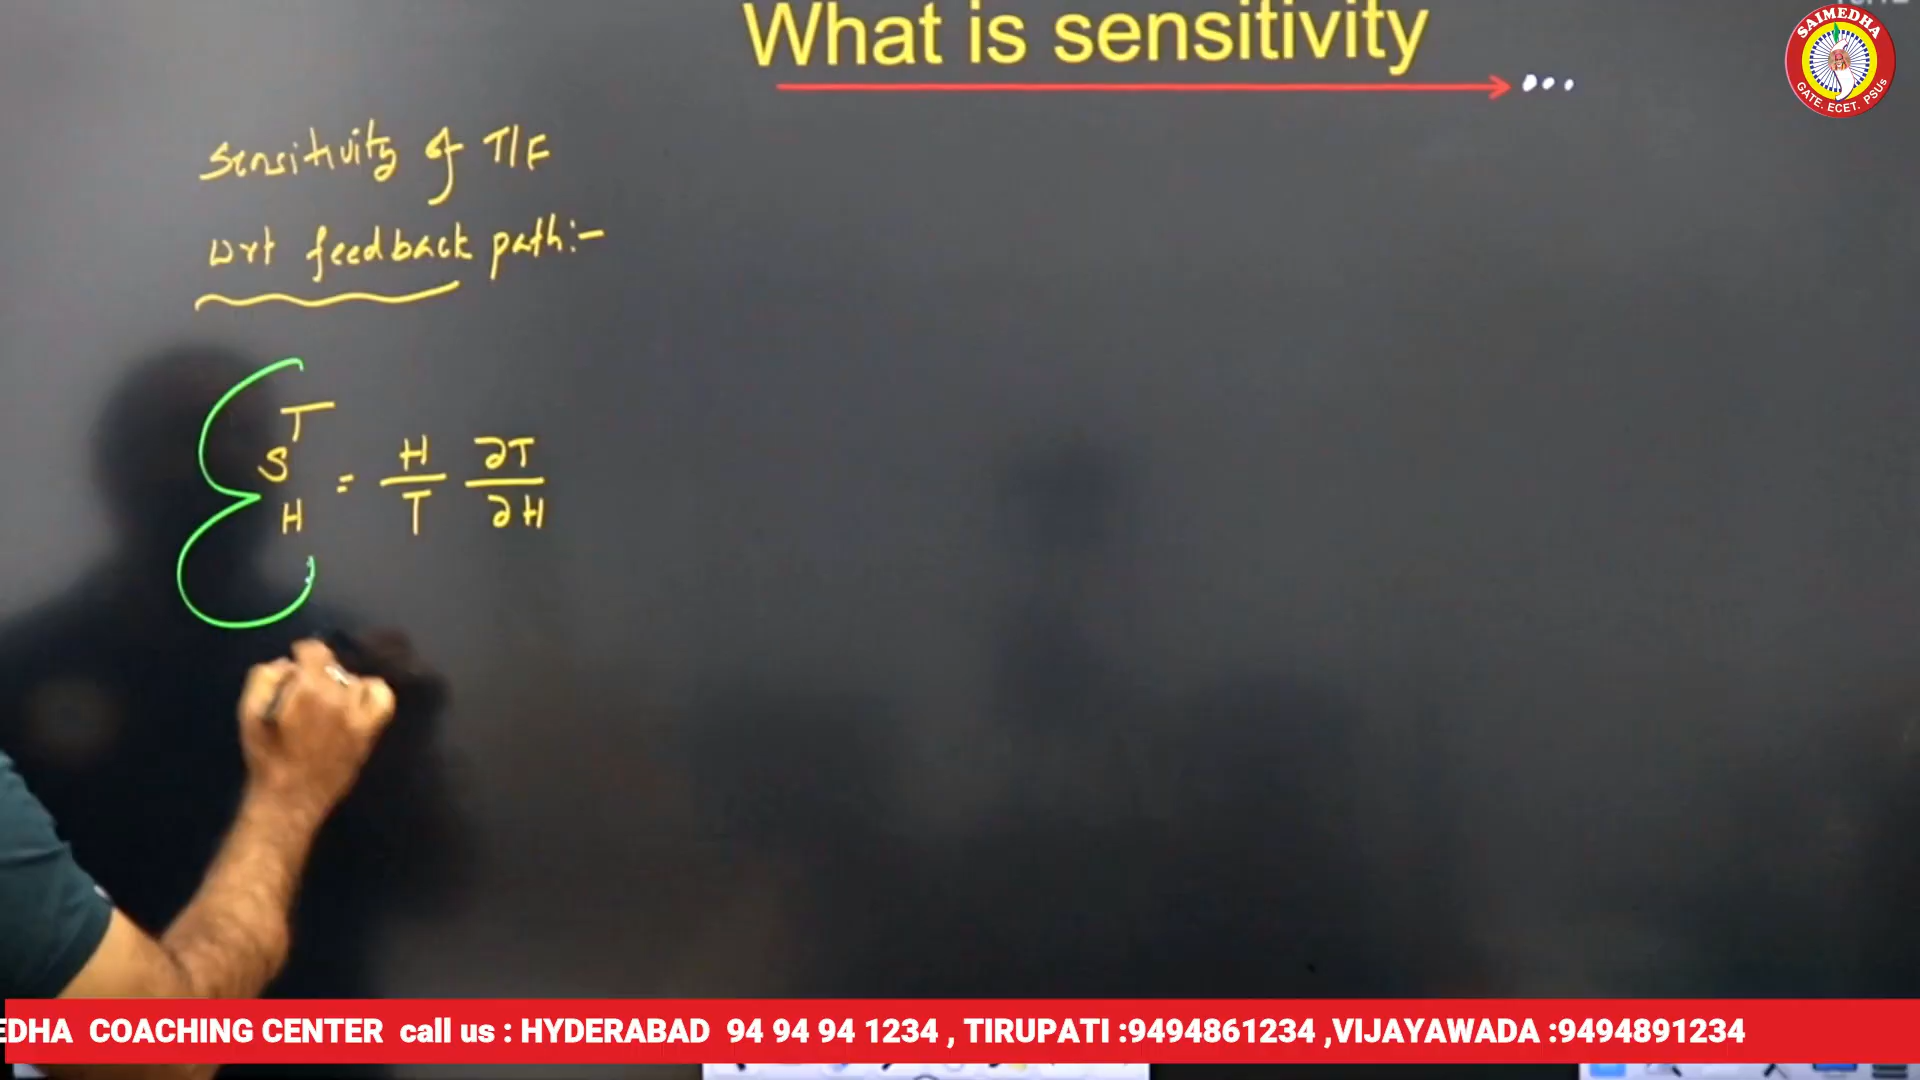 What is sensitivity
SAIMEDHA
GATE. ECET. PSUs
Sensitivity of T/F
wrt feedback path:-
S^T_H = H/T ∂T/∂H
EDHA COACHING CENTER call us : HYDERABAD 94 94 94 1234 , TIRUPATI :9494861234 ,VIJAYAWADA :9494891234